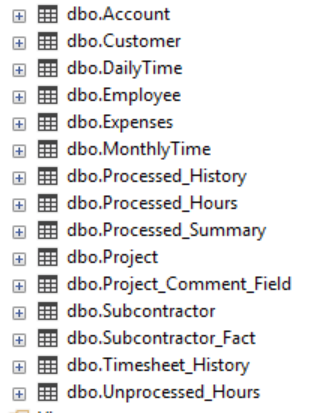 dbo.Account
dbo.Customer
dbo.DailyTime
dbo.Employee
dbo.Expenses
dbo.MonthlyTime
dbo.Processed_History
dbo.Processed_Hours
dbo.Processed_Summary
dbo.Project
dbo.Project_Comment_Field
dbo.Subcontractor
dbo.Subcontractor_Fact
dbo.Timesheet_History
dbo.Unprocessed_Hours